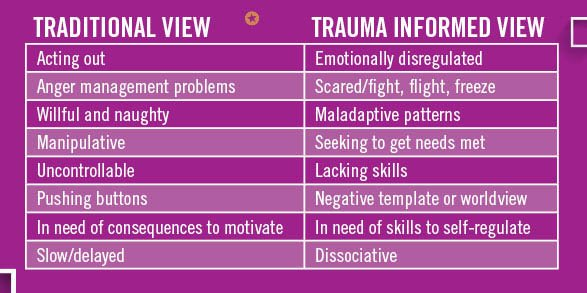 TRADITIONAL VIEW TRAUMA INFORMED VIEW
Acting out Emotionally disregulated
Anger management problems Scared/fight, flight, freeze
Willful and naughty Maladaptive patterns
Manipulative Seeking to get needs met
Uncontrollable Lacking skills
Pushing buttons Negative template or worldview
In need of consequences to motivate In need of skills to self-regulate
Slow/delayed Dissociative